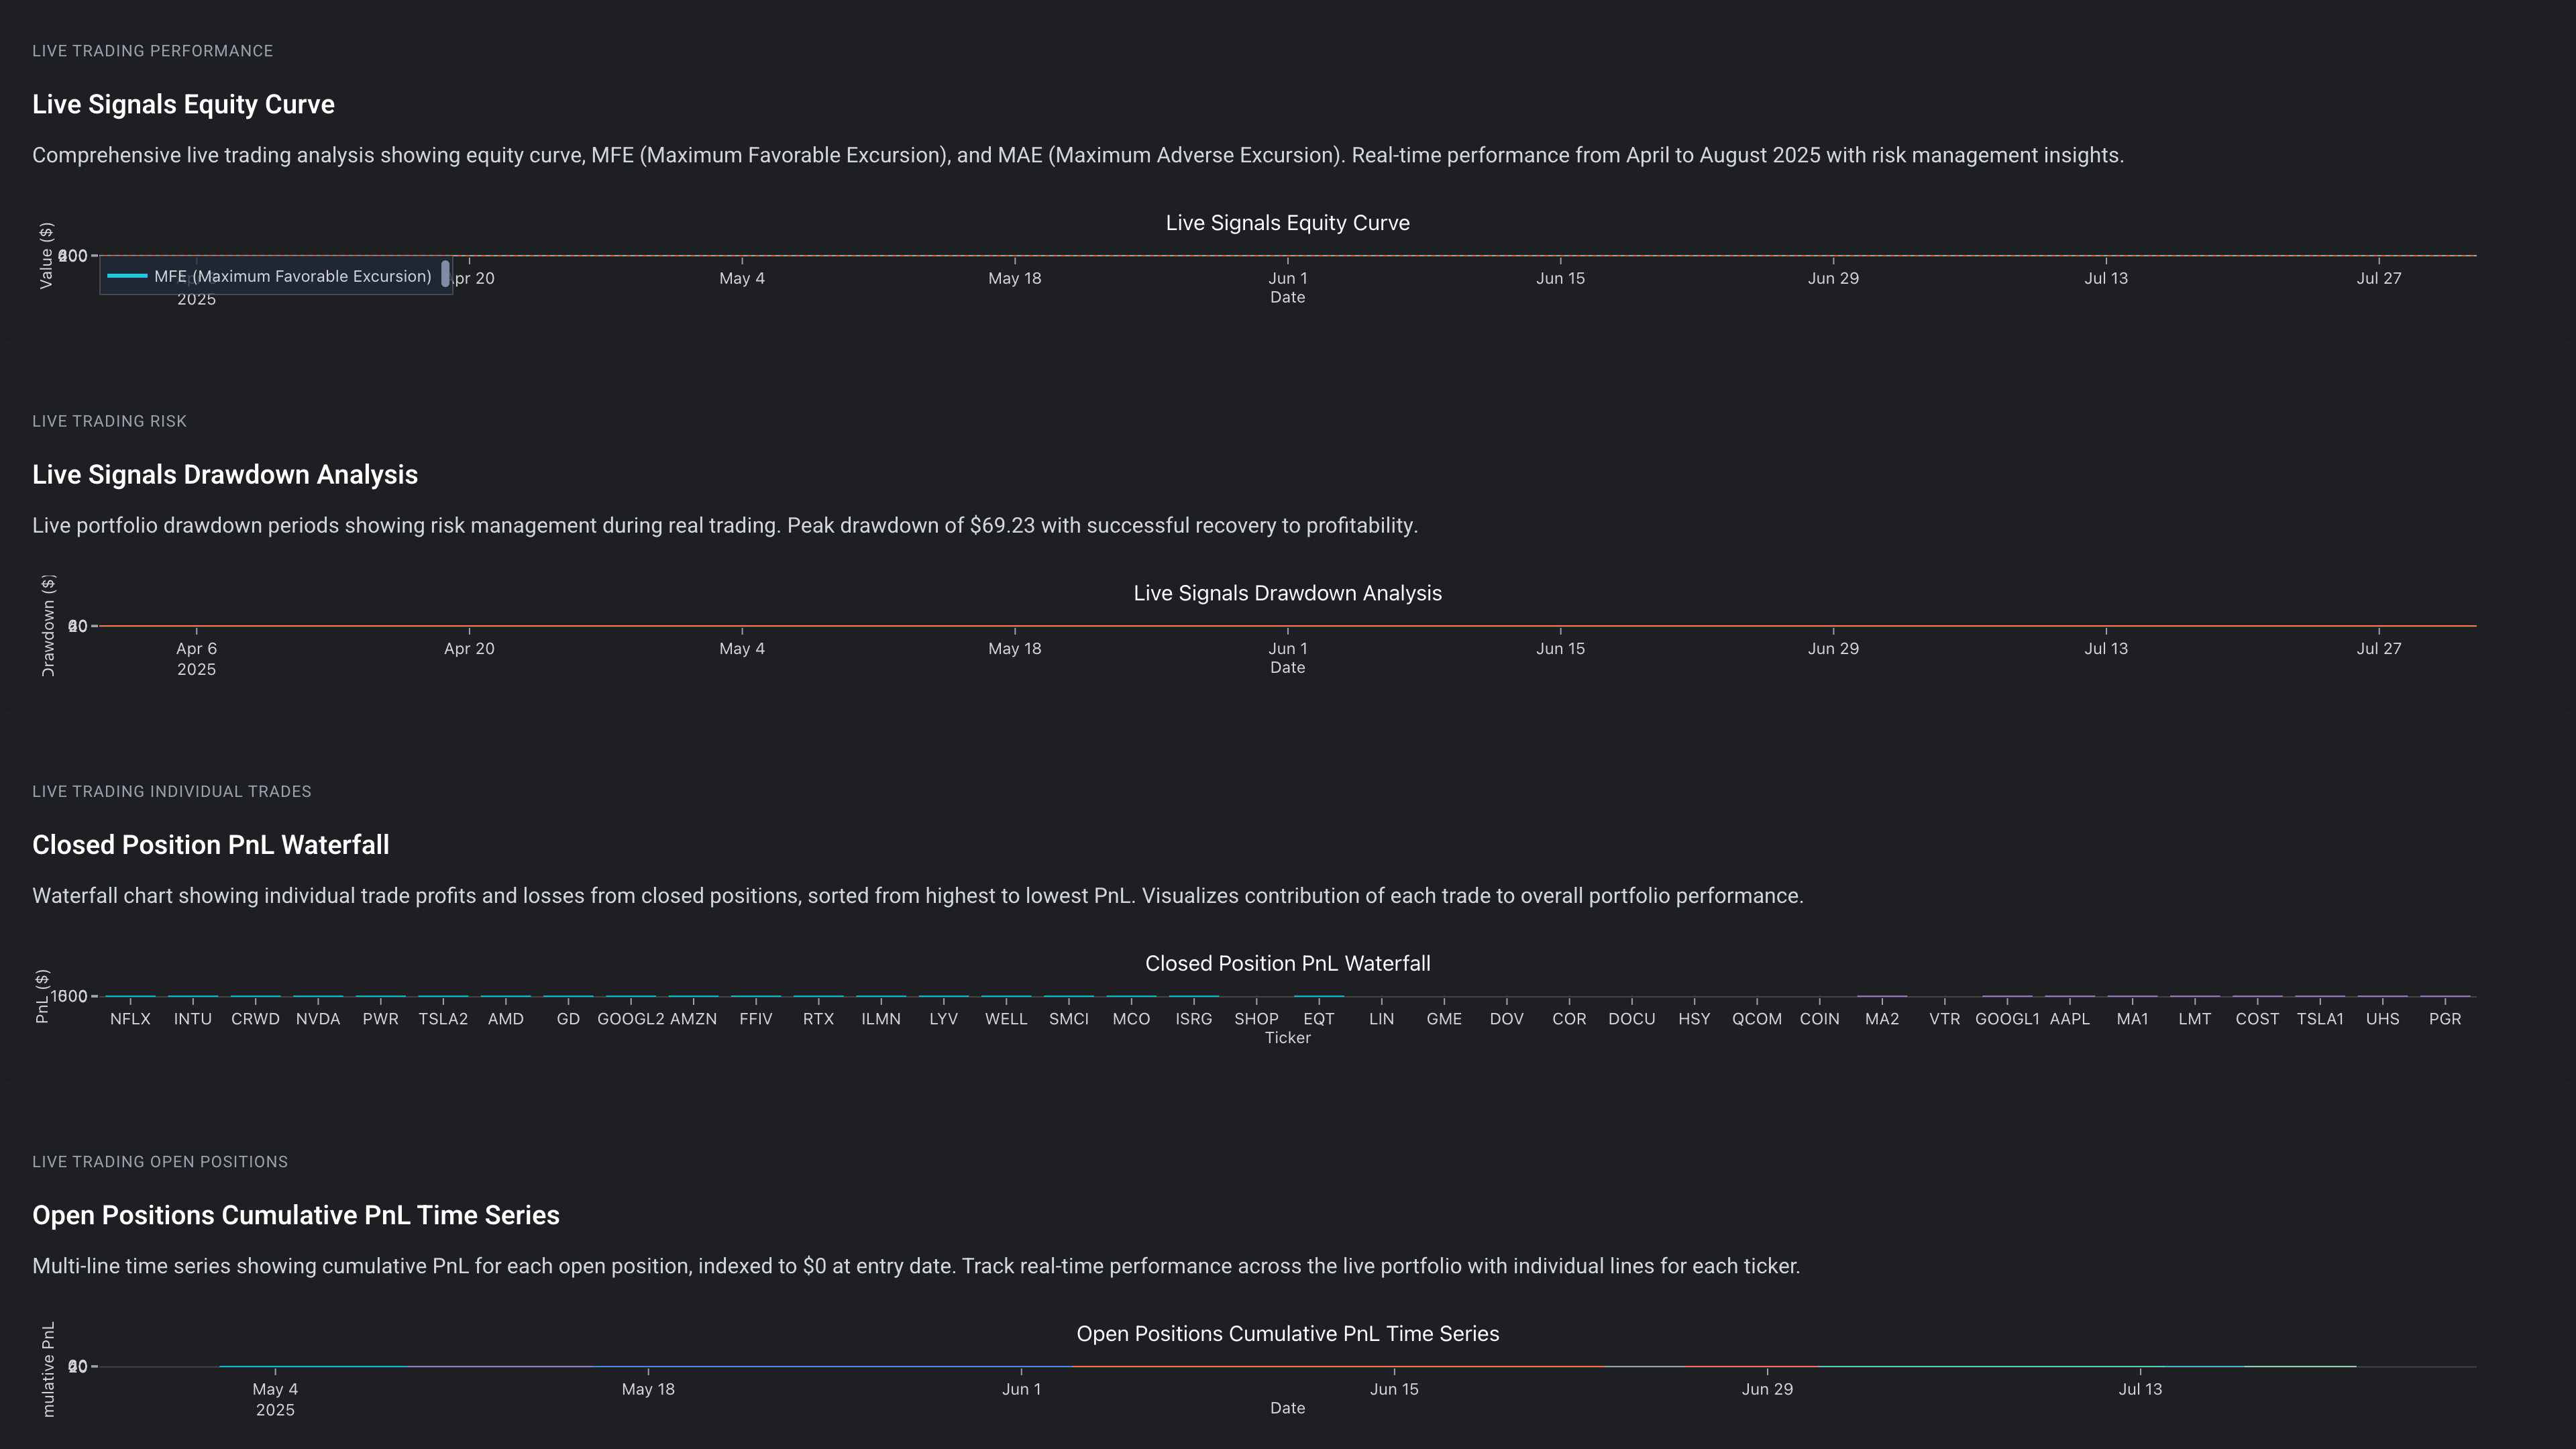 LIVE TRADING PERFORMANCE
Live Signals Equity Curve
Comprehensive live trading analysis showing equity curve, MFE (Maximum Favorable Excursion), and MAE (Maximum Adverse Excursion). Real-time performance from April to August 2025 with risk management insights.
Live Signals Equity Curve
Value ($)
MFE (Maximum Favorable Excursion)
pr 20 May 4 May 18 Jun 1 Jun 15 Jun 29 Jul 13 Jul 27
2025
Date
LIVE TRADING RISK
Live Signals Drawdown Analysis
Live portfolio drawdown periods showing risk management during real trading. Peak drawdown of $69.23 with successful recovery to profitability.
Live Signals Drawdown Analysis
Drawdown ($)
Apr 6 Apr 20 May 4 May 18 Jun 1 Jun 15 Jun 29 Jul 13 Jul 27
2025
Date
LIVE TRADING INDIVIDUAL TRADES
Closed Position PnL Waterfall
Waterfall chart showing individual trade profits and losses from closed positions, sorted from highest to lowest PnL. Visualizes contribution of each trade to overall portfolio performance.
Closed Position PnL Waterfall
PnL ($)
NFLX INTU CRWD NVDA PWR TSLA2 AMD GD GOOGL2 AMZN FFIV RTX ILMN LYV WELL SMCI MCO ISRG SHOP EQT LIN GME DOV COR DOCU HSY QCOM COIN MA2 VTR GOOGL1 AAPL MA1 LMT COST TSLA1 UHS PGR
Ticker
LIVE TRADING OPEN POSITIONS
Open Positions Cumulative PnL Time Series
Multi-line time series showing cumulative PnL for each open position, indexed to $0 at entry date. Track real-time performance across the live portfolio with individual lines for each ticker.
Open Positions Cumulative PnL Time Series
mulative PnL
May 4 May 18 Jun 1 Jun 15 Jun 29 Jul 13
2025
Date